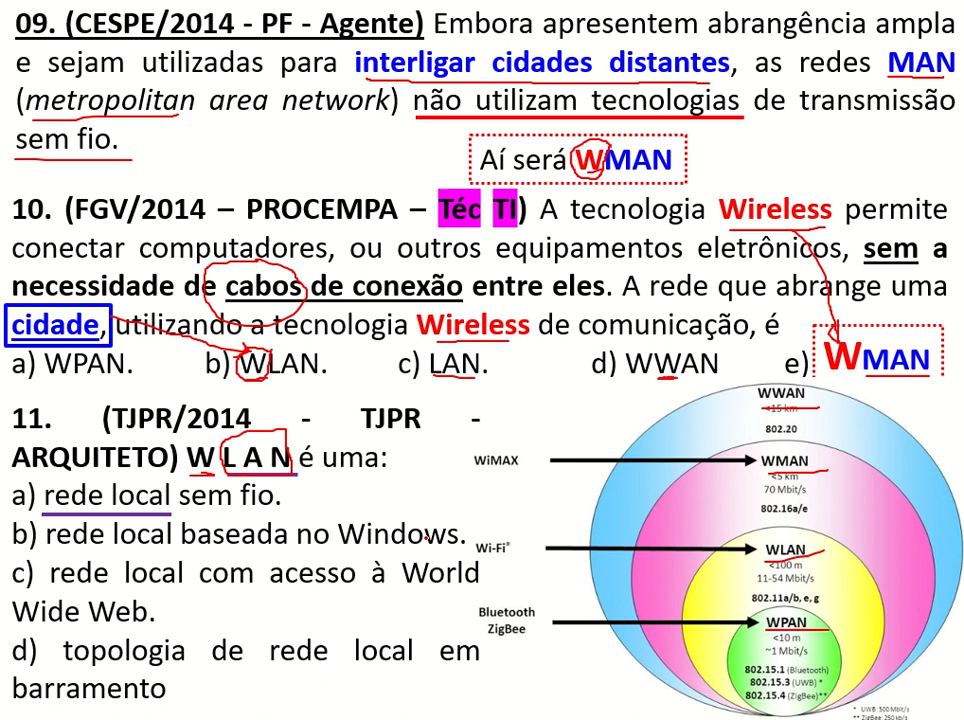 09. (CESPE/2014 - PF - Agente) Embora apresentem abrangência ampla
e sejam utilizadas para interligar cidades distantes, as redes MAN
(metropolitan area network) não utilizam tecnologias de transmissão
sem fio.
Aí será WMAN
10. (FGV/2014 – PROCEMPA – Téc TI) A tecnologia Wireless permite
conectar computadores, ou outros equipamentos eletrônicos, sem a
necessidade de cabos de conexão entre eles. A rede que abrange uma
cidade, utilizando a tecnologia Wireless de comunicação, é
a) WPAN. b) WLAN. c) LAN. d) WWAN e) WMAN
11. (TJPR/2014 - TJPR -
ARQUITETO) W L A N é uma:
a) rede local sem fio.
b) rede local baseada no Windows.
c) rede local com acesso à World
Wide Web.
d) topologia de rede local em
barramento
WWAN
<15 km
802.20
WiMAX
WMAN
<5 km
70 Mbit/s
802.16a/e
Wi-Fi®
WLAN
<100 m
11-54 Mbit/s
802.11a/b, e, g
Bluetooth
ZigBee
WPAN
<10 m
~1 Mbit/s
802.15.1 (Bluetooth)
802.15.3 (UWB) *
802.15.4 (ZigBee)**
* UWB: 500 Mbit/s
** ZigBee: 250 kb/s